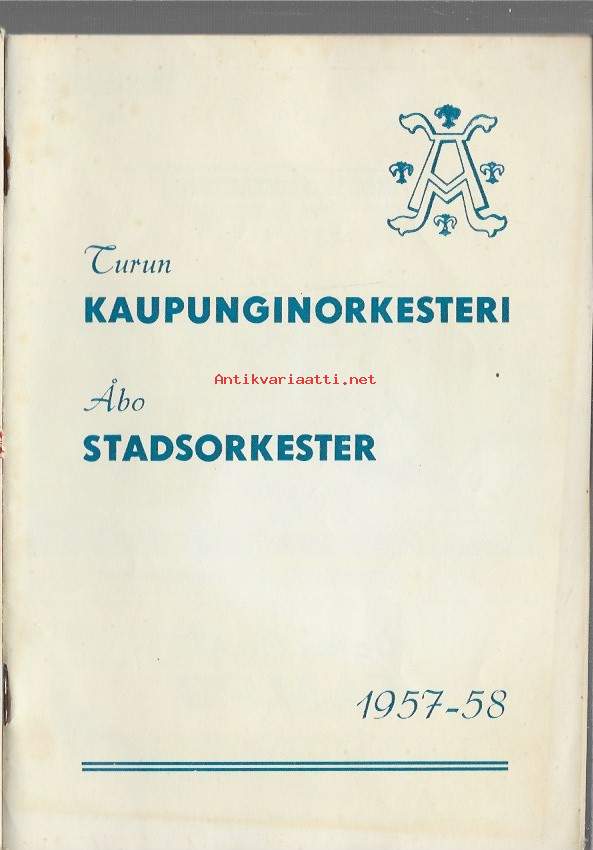 A
Turun
KAUPUNGINORKESTERI
Antikvariaatti.net
Åbo
STADSORKESTER
1957-58